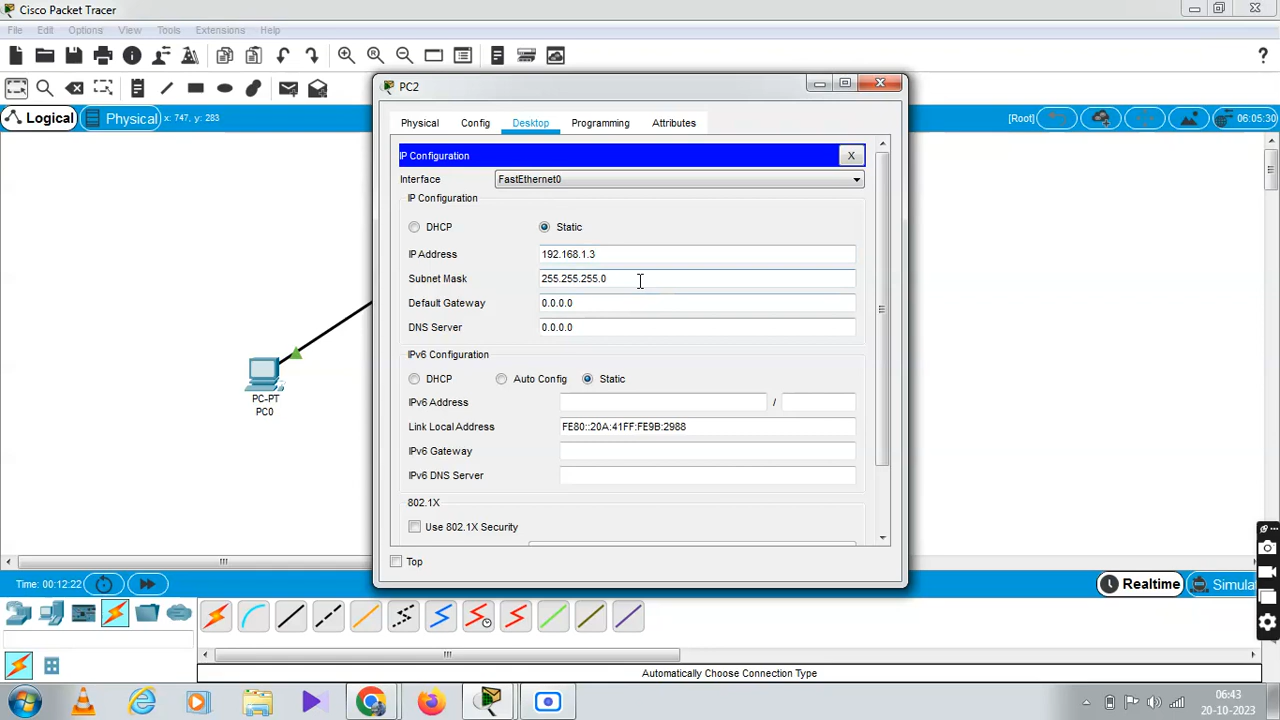 Cisco Packet Tracer
File Edit Options View Tools Extensions Help
Logical Physical x: 747, y: 283 [Root] 06:05:30
PC2
Physical Config Desktop Programming Attributes
IP Configuration X
Interface FastEthernet0
IP Configuration
DHCP Static
IP Address 192.168.1.3
Subnet Mask 255.255.255.0
Default Gateway 0.0.0.0
DNS Server 0.0.0.0
IPv6 Configuration
DHCP Auto Config Static
IPv6 Address /
Link Local Address FE80::20A:41FF:FE9B:2988
IPv6 Gateway
IPv6 DNS Server
802.1X
Use 802.1X Security
Top
PC-PT
PC0
Time: 00:12:22 Realtime Simula
Automatically Choose Connection Type
06:43
20-10-2023